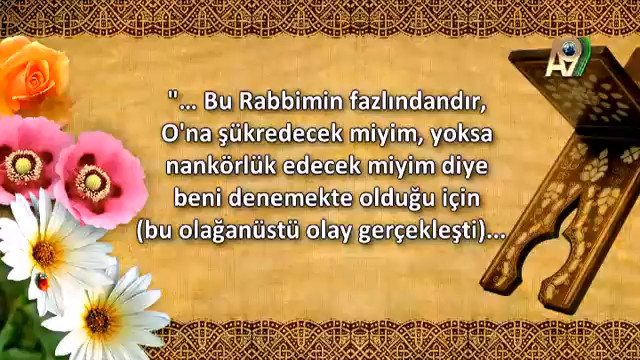 A9
"... Bu Rabbimin fazlındandır,
O'na şükredecek miyim, yoksa
nankörlük edecek miyim diye
beni denemekte olduğu için
(bu olağanüstü olay gerçekleşti)...